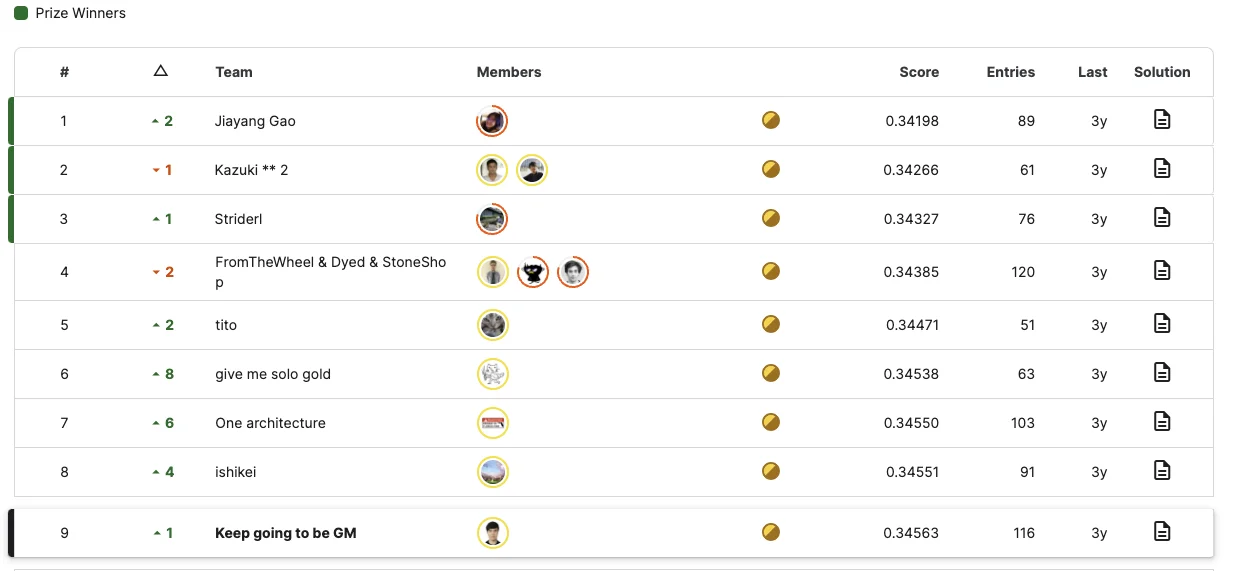 Prize Winners
# △ Team Members Score Entries Last Solution
1 2 Jiayang Gao 0.34198 89 3y
2 1 Kazuki ** 2 0.34266 61 3y
3 1 Striderl 0.34327 76 3y
4 2 FromTheWheel & Dyed & StoneSho 0.34385 120 3y
p
5 2 tito 0.34471 51 3y
6 8 give me solo gold 0.34538 63 3y
7 6 One architecture 0.34550 103 3y
8 4 ishikei 0.34551 91 3y
9 1 Keep going to be GM 0.34563 116 3y